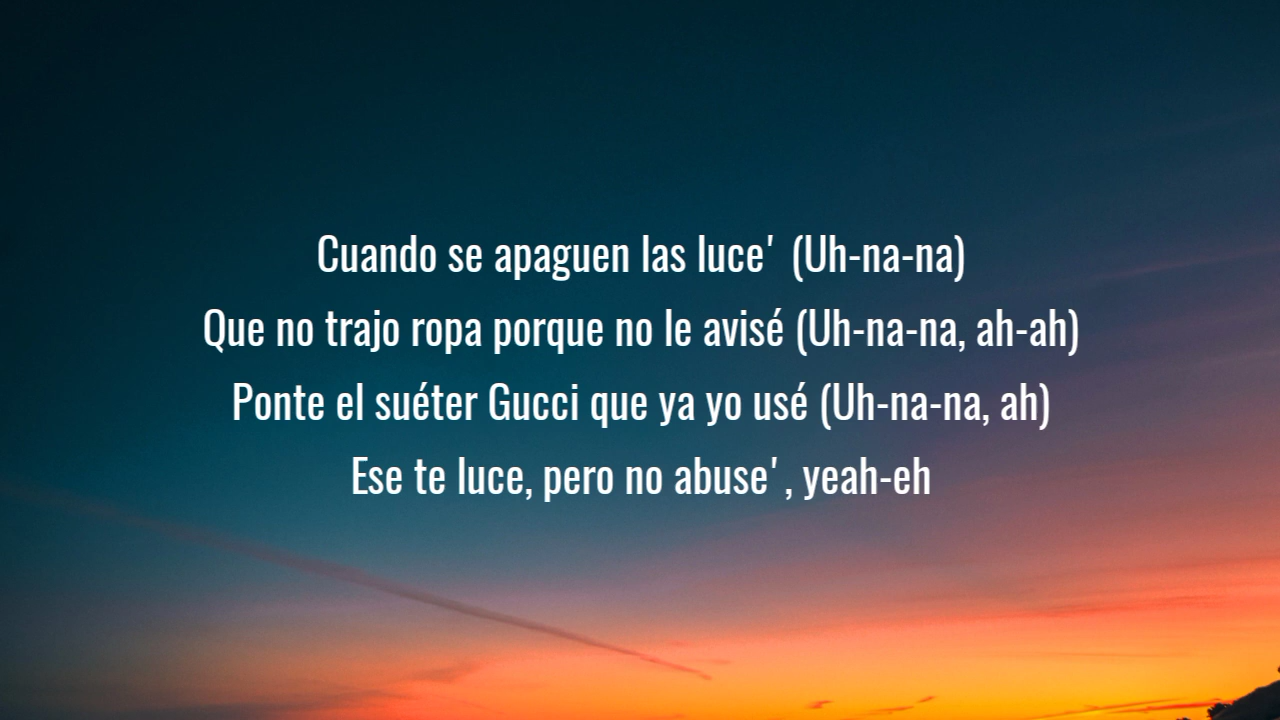 Cuando se apaguen las luce' (Uh-na-na)
Que no trajo ropa porque no le avisé (Uh-na-na, ah-ah)
Ponte el suéter Gucci que ya yo usé (Uh-na-na, ah)
Ese te luce, pero no abuse', yeah-eh